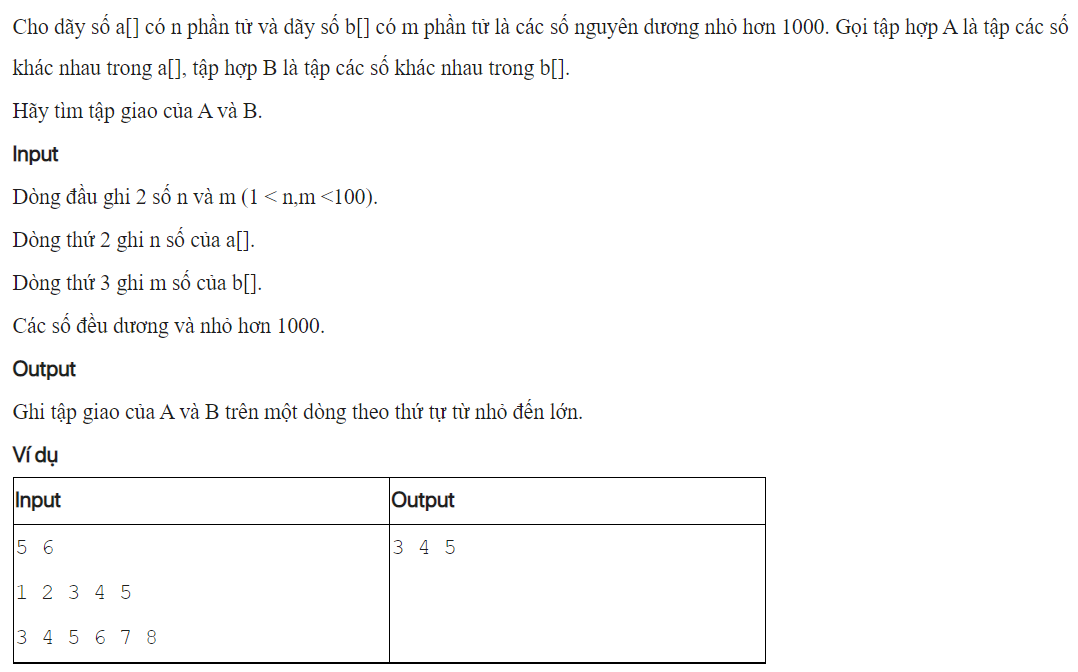 Cho dãy số a[] có n phần tử và dãy số b[] có m phần tử là các số nguyên dương nhỏ hơn 1000. Gọi tập hợp A là tập các số
khác nhau trong a[], tập hợp B là tập các số khác nhau trong b[].
Hãy tìm tập giao của A và B.
Input
Dòng đầu ghi 2 số n và m (1 < n,m <100).
Dòng thứ 2 ghi n số của a[].
Dòng thứ 3 ghi m số của b[].
Các số đều dương và nhỏ hơn 1000.
Output
Ghi tập giao của A và B trên một dòng theo thứ tự từ nhỏ đến lớn.
Ví dụ
Input Output
5 6 3 4 5
1 2 3 4 5
3 4 5 6 7 8